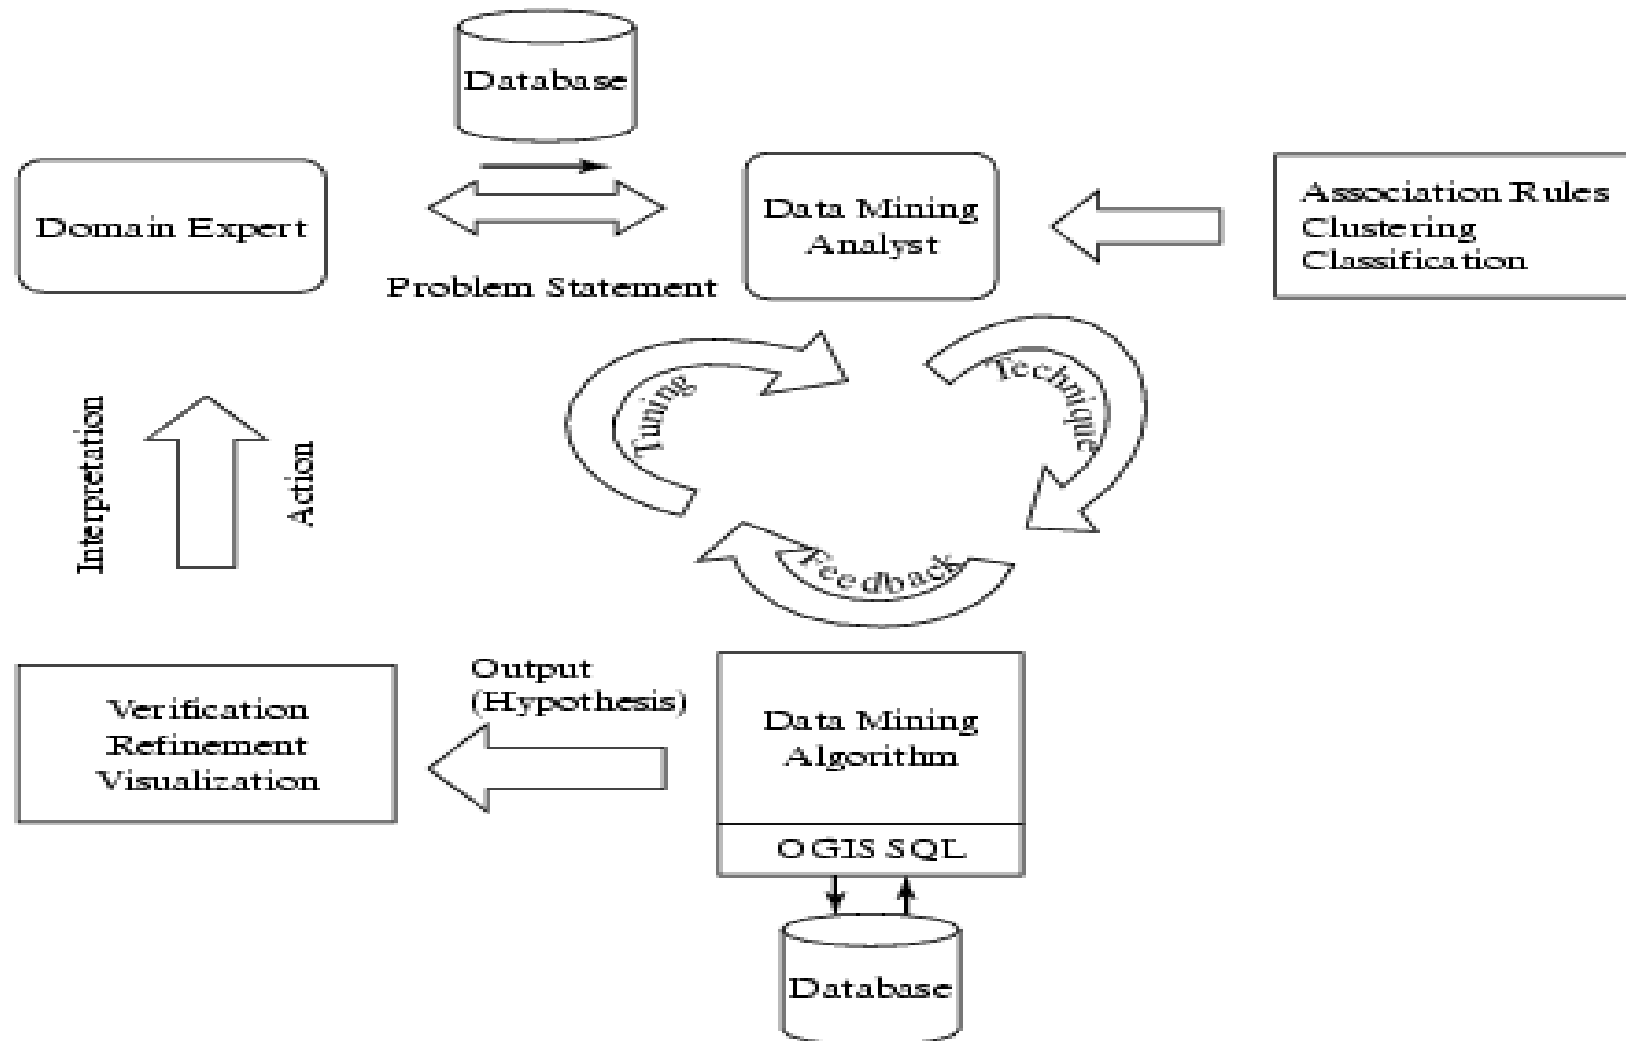 Database
Domain Expert
Data Mining
Analyst
Association Rules
Clustering
Classification
Problem Statement
Tuning
Technique
Feedback
Interpretation
Action
Output
(Hypothesis)
Verification
Refinement
Visualization
Data Mining
Algorithm
OGIS SQL
Database